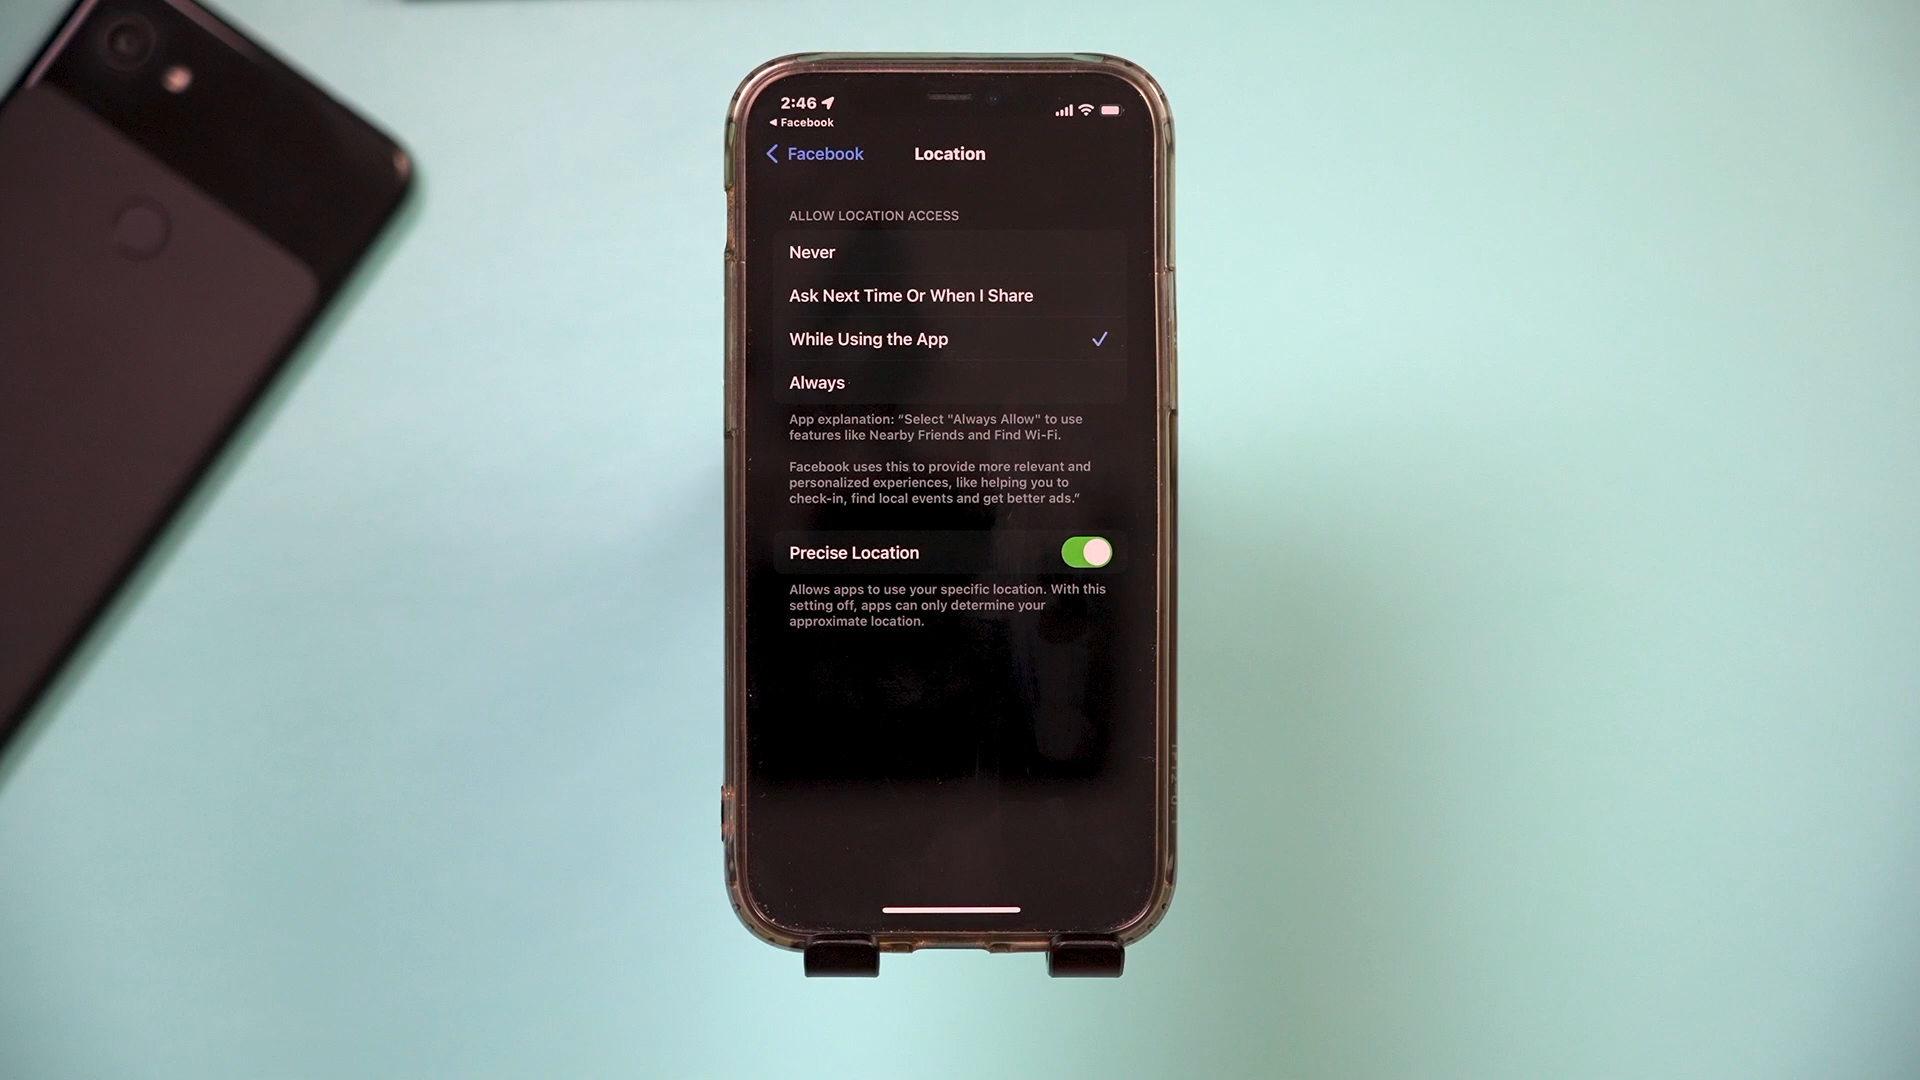 2:46
◀ Facebook
Facebook
Location
ALLOW LOCATION ACCESS
Never
Ask Next Time Or When I Share
While Using the App
Always
App explanation: “Select "Always Allow" to use
features like Nearby Friends and Find Wi-Fi.
Facebook uses this to provide more relevant and
personalized experiences, like helping you to
check-in, find local events and get better ads.”
Precise Location
Allows apps to use your specific location. With this
setting off, apps can only determine your
approximate location.